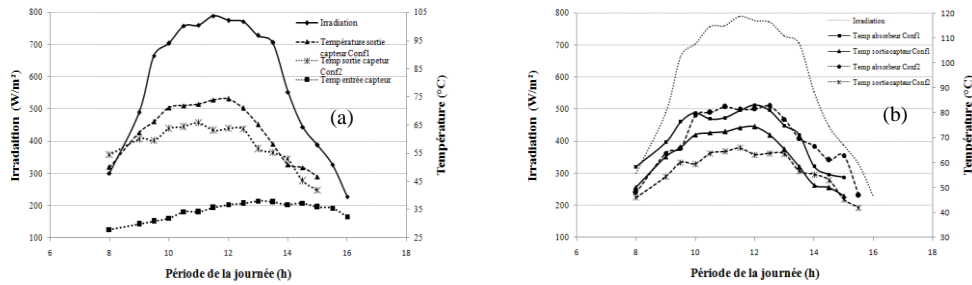 800
700
600
500
400
300
200
100
Irradiation (W/m²)
105
95
85
75
65
55
45
35
25
Température (°C)
6
8
10
12
14
16
18
Période de la journée (h)
Irradiation
Température sortie
capteur Conf1
Temp sortie capetur
Conf2
Temp entrée capteur
(a)
800
700
600
500
400
300
200
100
Irradiation (W/m²)
120
110
100
90
80
70
60
50
40
30
Température (°C)
6
8
10
12
14
16
18
Période de la journée (h)
Irradiation
Temp absorbeur Conf1
Temp sortiecapteur Conf1
Temp absorbeur Conf2
Temp sortiecapteur Conf2
(b)